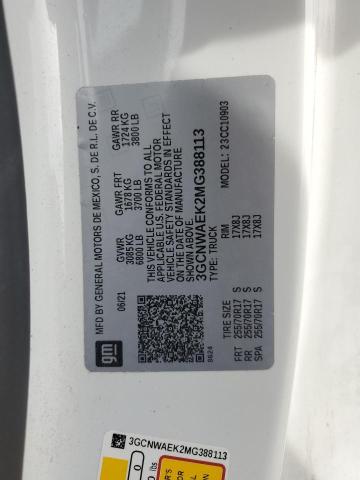 MFD BY GENERAL MOTORS DE MEXICO, S. DE R.L. DE C.V.
06/21
GVWR GAWR FRT GAWR RR
3085 KG 1678 KG 1724 KG
6800 LB 3700 LB 3800 LB
THIS VEHICLE CONFORMS TO ALL
APPLICABLE U.S. FEDERAL MOTOR
VEHICLE SAFETY STANDARDS IN EFFECT
ON THE DATE OF MANUFACTURE
SHOWN ABOVE.
3GCNWAEK2MG388113
TYPE: TRUCK MODEL: 23CC10903
gm
8624
TIRE SIZE RIM
FRT 255/70R17 S 17X8J
RR 255/70R17 S 17X8J
SPA 255/70R17 S 17X8J
3GCNWAEK2MG388113
0
lbs